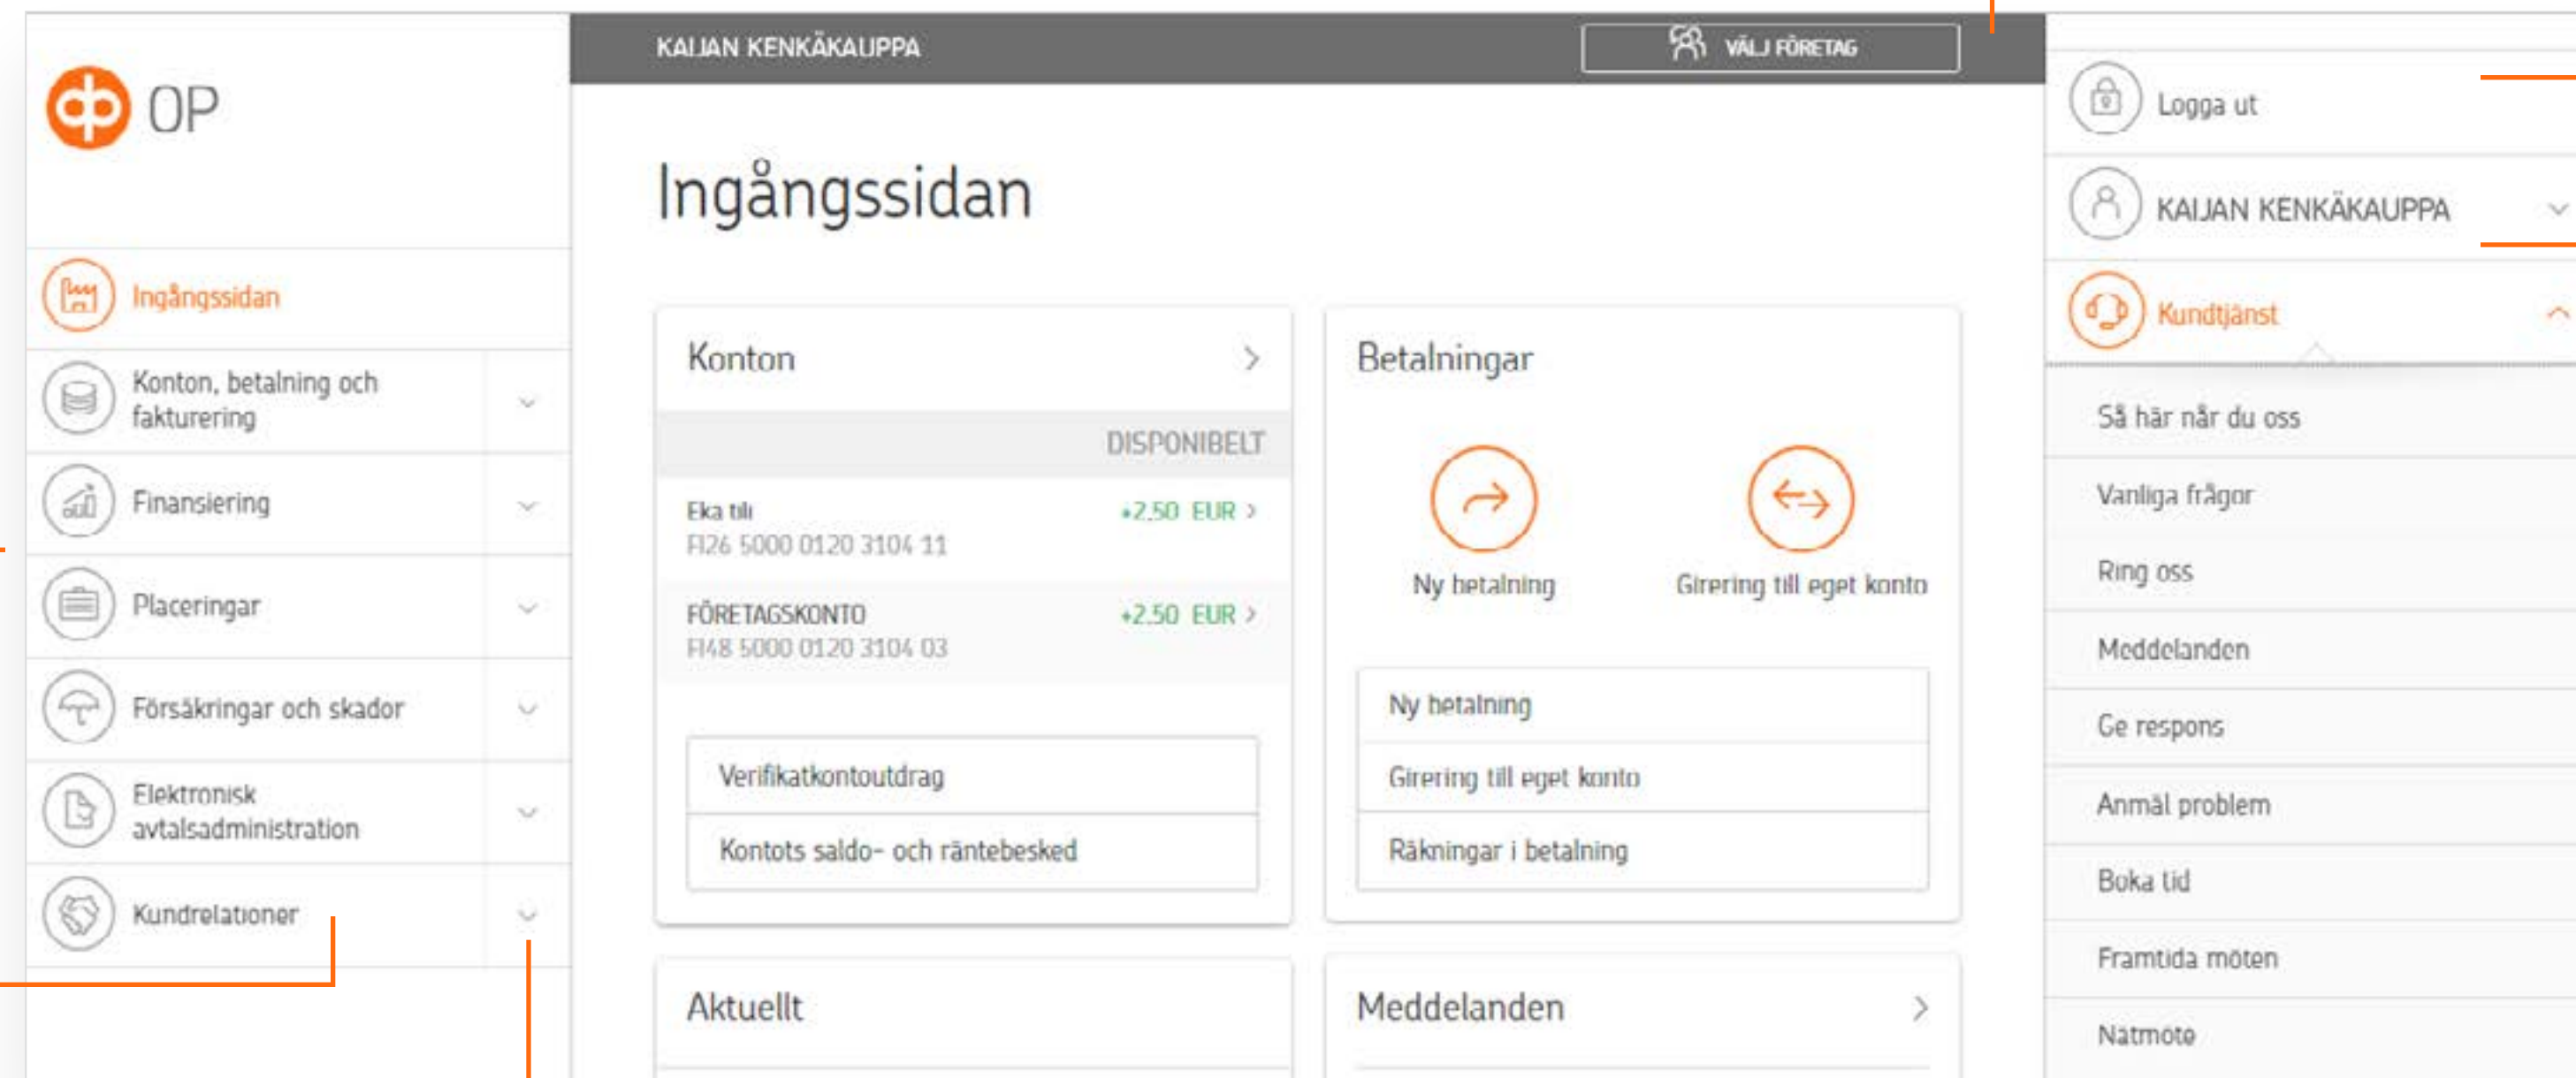 OP
Ingångssidan
Konton, betalning och
fakturering
Finansiering
Placeringar
Försäkringar och skador
Elektronisk
avtalsadministration
Kundrelationer
KAIJAN KENKÄKAUPPA
VÄLJ FÖRETAG
Ingångssidan
Konton
DISPONIBELT
Eka tili
+2,50 EUR
FI26 5000 0120 3104 11
FÖRETAGSKONTO
+2,50 EUR
FI48 5000 0120 3104 03
Verifikatkontoutdrag
Kontots saldo- och räntebesked
Betalningar
Ny betalning
Girering till eget konto
Ny betalning
Girering till eget konto
Räkningar i betalning
Aktuellt
Meddelanden
Logga ut
KAIJAN KENKÄKAUPPA
Kundtjänst
Så här når du oss
Vanliga frågor
Ring oss
Meddelanden
Ge respons
Anmäl problem
Boka tid
Framtida möten
Nätmöte